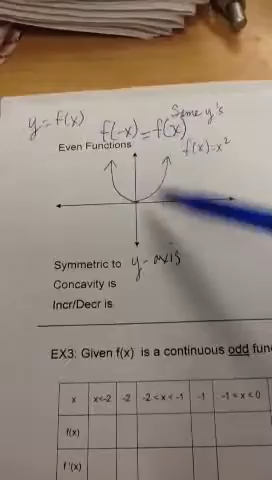 y=f(x)
Same y's
f(-x)=f(x)
f(x)=x²
Even Functions
Symmetric to y-axis
Concavity is
Incr/Decr is
EX3: Given f(x) is a continuous odd
x x<-2 -2 -2 < x < -1 -1 -1 < x < 0
f(x)
f'(x)